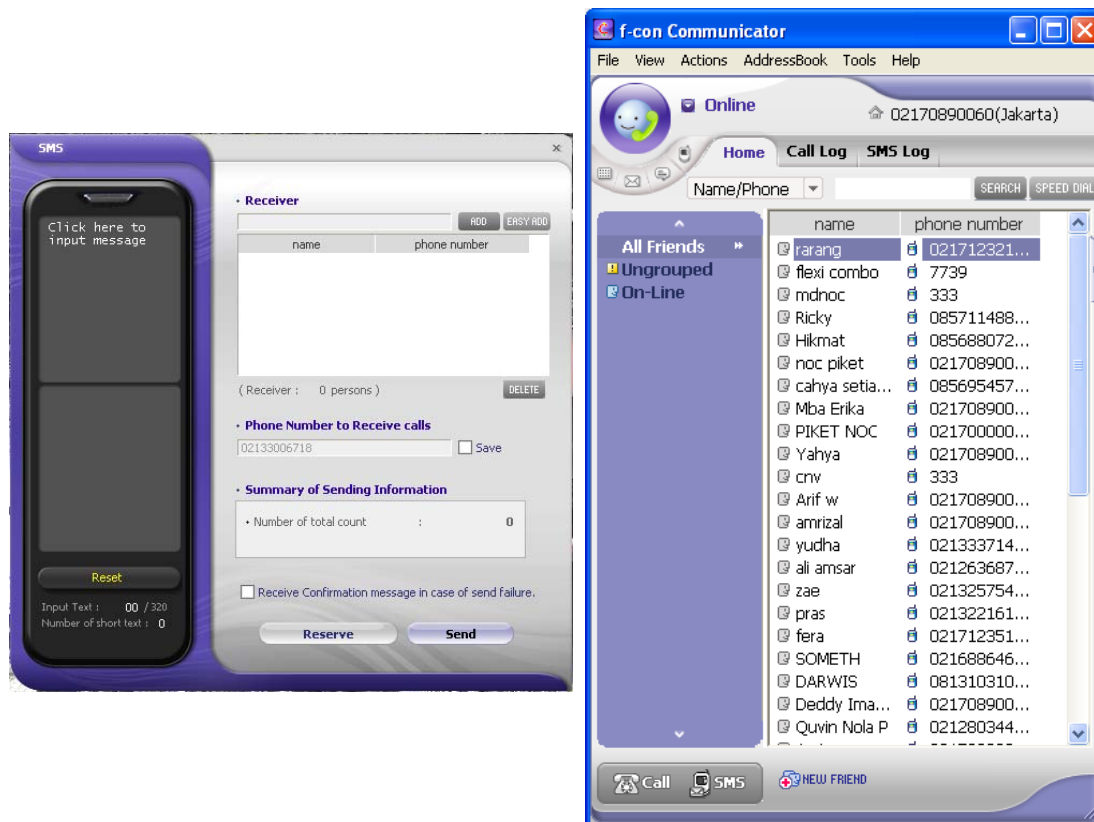 SMS
Click here to
input message
Reset
Input Text : 00 / 320
Number of short text : 0
Receiver
ADD EASY ADD
name phone number
( Receiver : 0 persons ) DELETE
Phone Number to Receive calls
02133006718 Save
Summary of Sending Information
Number of total count : 0
Receive Confirmation message in case of send failure.
Reserve Send
f-con Communicator
File View Actions AddressBook Tools Help
Online
02170890060(Jakarta)
Home Call Log SMS Log
Name/Phone SEARCH SPEED DIAL
All Friends
Ungrouped
On-Line
name phone number
rarang 021712321...
flexi combo 7739
mdnoc 333
Ricky 085711488...
Hikmat 085688072...
noc piket 021708900...
cahya setia... 085695457...
Mba Erika 021708900...
PIKET NOC 021700000...
Yahya 021708900...
cnv 333
Arif w 021708900...
amrizal 021708900...
yudha 021333714...
ali amsar 021263687...
zae 021325754...
pras 021322161...
fera 021712351...
SOMETH 021688646...
DARWIS 081310310...
Deddy Ima... 021708900...
Quvin Nola P 021280344...
Call SMS NEW FRIEND